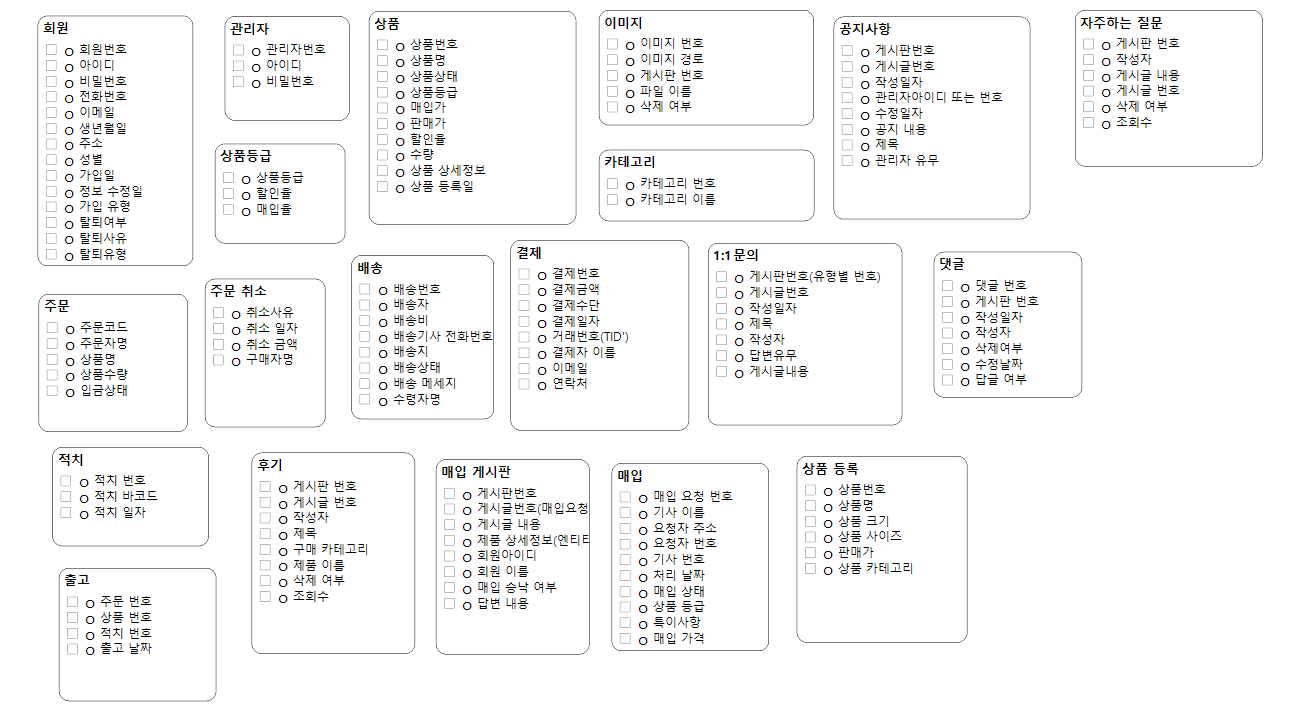 회원
회원번호
아이디
비밀번호
전화번호
이메일
생년월일
주소
성별
가입일
정보 수정일
가입 유형
탈퇴여부
탈퇴사유
탈퇴유형
관리자
관리자번호
아이디
비밀번호
상품등급
상품등급
할인율
매입율
상품
상품번호
상품명
상품상태
상품등급
매입가
판매가
할인율
수량
상품 상세정보
상품 등록일
이미지
이미지 번호
이미지 경로
게시판 번호
파일 이름
삭제 여부
카테고리
카테고리 번호
카테고리 이름
공지사항
게시판번호
게시글번호
작성일자
관리자아이디 또는 번호
수정일자
공지 내용
제목
관리자 유무
자주하는 질문
게시판 번호
작성자
게시글 내용
게시글 번호
삭제 여부
조회수
주문
주문코드
주문자명
상품명
상품수량
입금상태
주문 취소
취소사유
취소 일자
취소 금액
구매자명
배송
배송번호
배송자
배송비
배송기사 전화번호
배송지
배송상태
배송 메세지
수령자명
결제
결제번호
결제금액
결제수단
결제일자
거래번호(TID')
결제자 이름
이메일
연락처
1:1 문의
게시판번호(유형별 번호)
게시글번호
작성일자
제목
작성자
답변유무
게시글내용
댓글
댓글 번호
게시판 번호
작성일자
작성자
삭제여부
수정날짜
답글 여부
적치
적치 번호
적치 바코드
적치 일자
출고
주문 번호
상품 번호
적치 번호
출고 날짜
후기
게시판 번호
게시글 번호
작성자
제목
구매 카테고리
제품 이름
삭제 여부
조회수
매입 게시판
게시판번호
게시글번호(매입요청
게시글 내용
제품 상세정보(엔티티
회원아이디
회원 이름
매입 승낙 여부
답변 내용
매입
매입 요청 번호
기사 이름
요청자 주소
요청자 번호
기사 번호
처리 날짜
매입 상태
상품 등급
특이사항
매입 가격
상품 등록
상품번호
상품명
상품 크기
상품 사이즈
판매가
상품 카테고리